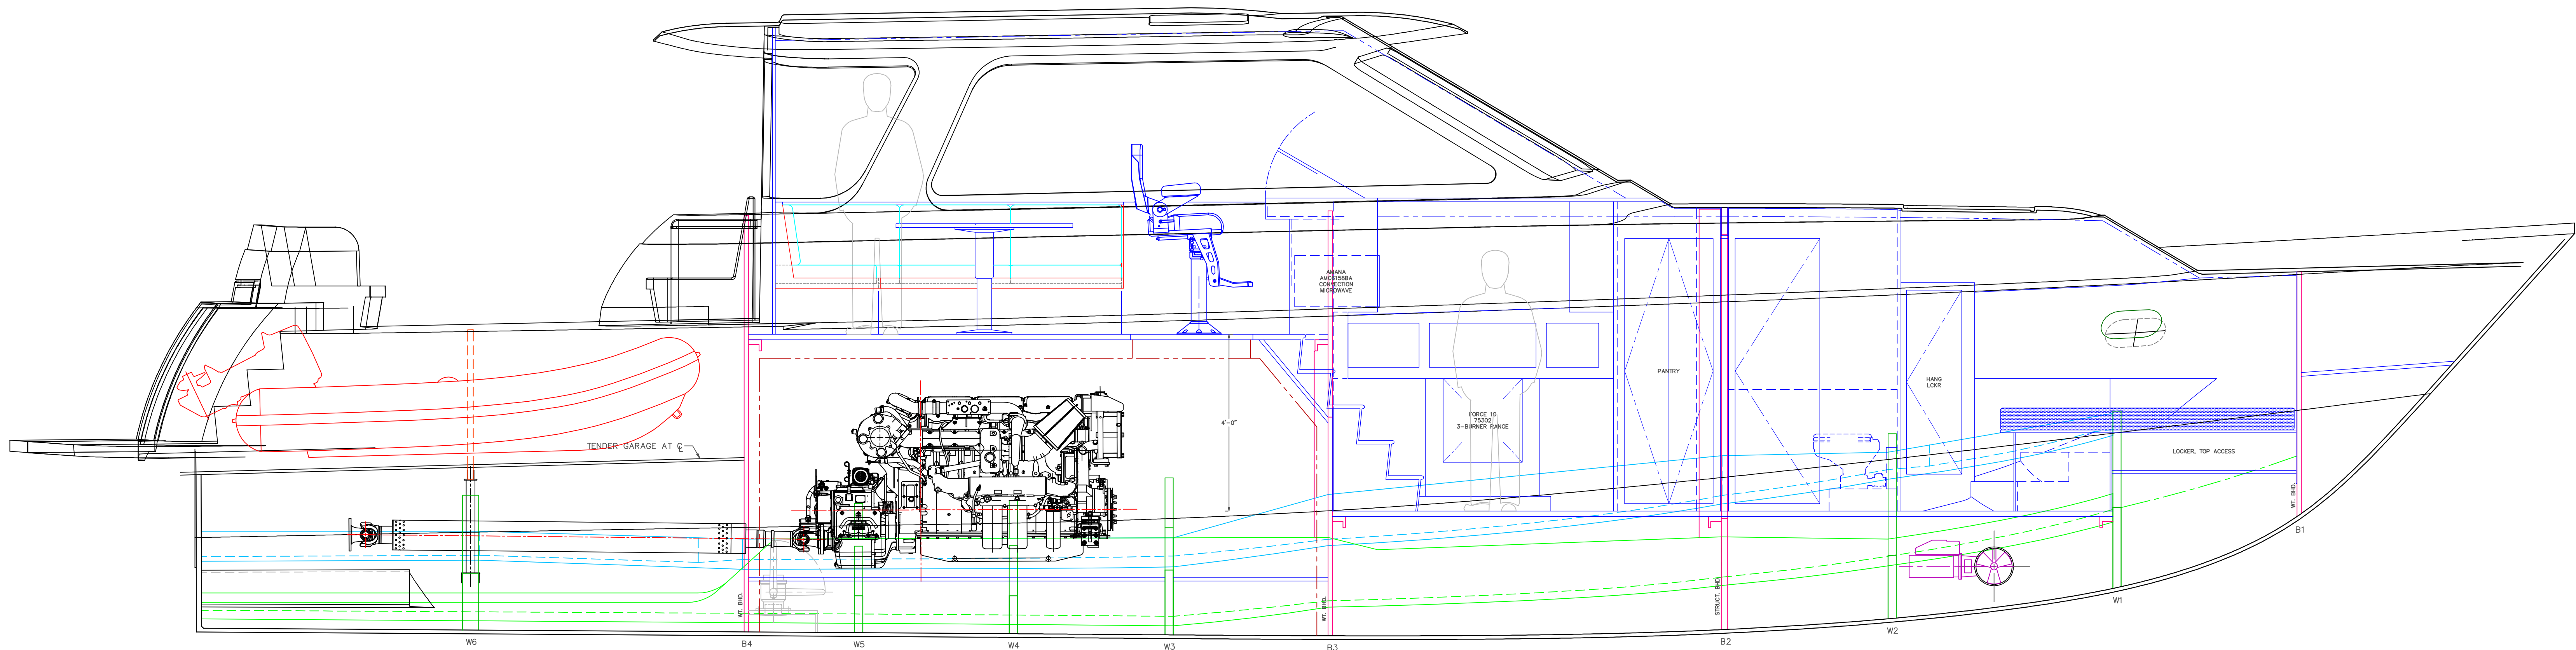 AMANA
AMC6158BA
CONVECTION
MICROWAVE
PANTRY
HANG
LCKR
FORCE 10
75302
3-BURNER RANGE
4'-0"
TENDER GARAGE AT ℄
LOCKER, TOP ACCESS
WT. BHD.
B1
WT. BHD.
WT. BHD.
STRUCT. BHD.
W1
W6
B4
W5
W4
W3
B3
B2
W2